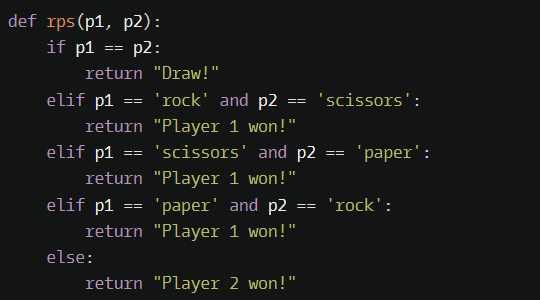 def rps(p1, p2):
    if p1 == p2:
        return "Draw!"
    elif p1 == 'rock' and p2 == 'scissors':
        return "Player 1 won!"
    elif p1 == 'scissors' and p2 == 'paper':
        return "Player 1 won!"
    elif p1 == 'paper' and p2 == 'rock':
        return "Player 1 won!"
    else:
        return "Player 2 won!"